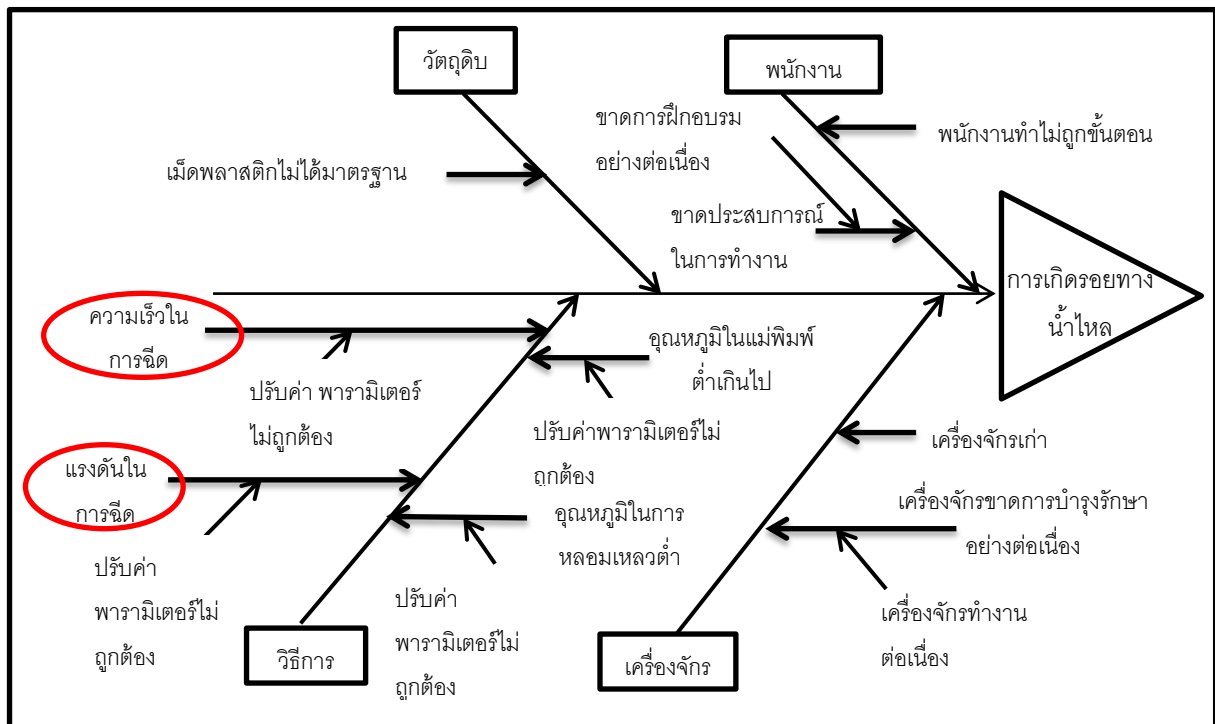 วัตถุดิบ
พนักงาน
ขาดการฝึกอบรม
อย่างต่อเนื่อง
พนักงานทำไม่ถูกขั้นตอน
เม็ดพลาสติกไม่ได้มาตรฐาน
ขาดประสบการณ์
ในการทำงาน
การเกิดรอยทาง
น้ำไหล
ความเร็วใน
การฉีด
อุณหภูมิในแม่พิมพ์
ต่ำเกินไป
ปรับค่า พารามิเตอร์
ไม่ถูกต้อง
ปรับค่าพารามิเตอร์ไม่
ถูกต้อง
เครื่องจักรเก่า
แรงดันใน
การฉีด
อุณหภูมิในการ
หลอมเหลวต่ำ
เครื่องจักรขาดการบำรุงรักษา
อย่างต่อเนื่อง
ปรับค่า
พารามิเตอร์ไม่
ถูกต้อง
ปรับค่า
พารามิเตอร์ไม่
ถูกต้อง
เครื่องจักรทำงาน
ต่อเนื่อง
วิธีการ
เครื่องจักร